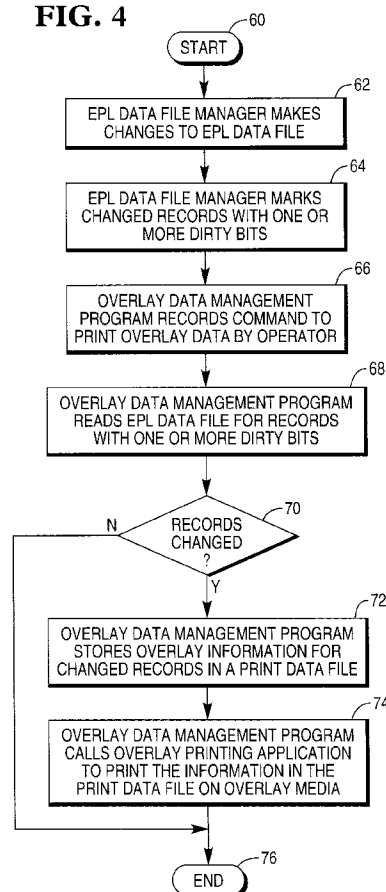 FIG. 4
60
START
62
EPL DATA FILE MANAGER MAKES
CHANGES TO EPL DATA FILE
64
EPL DATA FILE MANAGER MARKS
CHANGED RECORDS WITH ONE OR
MORE DIRTY BITS
66
OVERLAY DATA MANAGEMENT
PROGRAM RECORDS COMMAND TO
PRINT OVERLAY DATA BY OPERATOR
68
OVERLAY DATA MANAGEMENT PROGRAM
READS EPL DATA FILE FOR RECORDS
WITH ONE OR MORE DIRTY BITS
70
N
RECORDS
CHANGED
?
Y
72
OVERLAY DATA MANAGEMENT PROGRAM
STORES OVERLAY INFORMATION FOR
CHANGED RECORDS IN A PRINT DATA FILE
74
OVERLAY DATA MANAGEMENT PROGRAM
CALLS OVERLAY PRINTING APPLICATION
TO PRINT THE INFORMATION IN THE
PRINT DATA FILE ON OVERLAY MEDIA
76
END